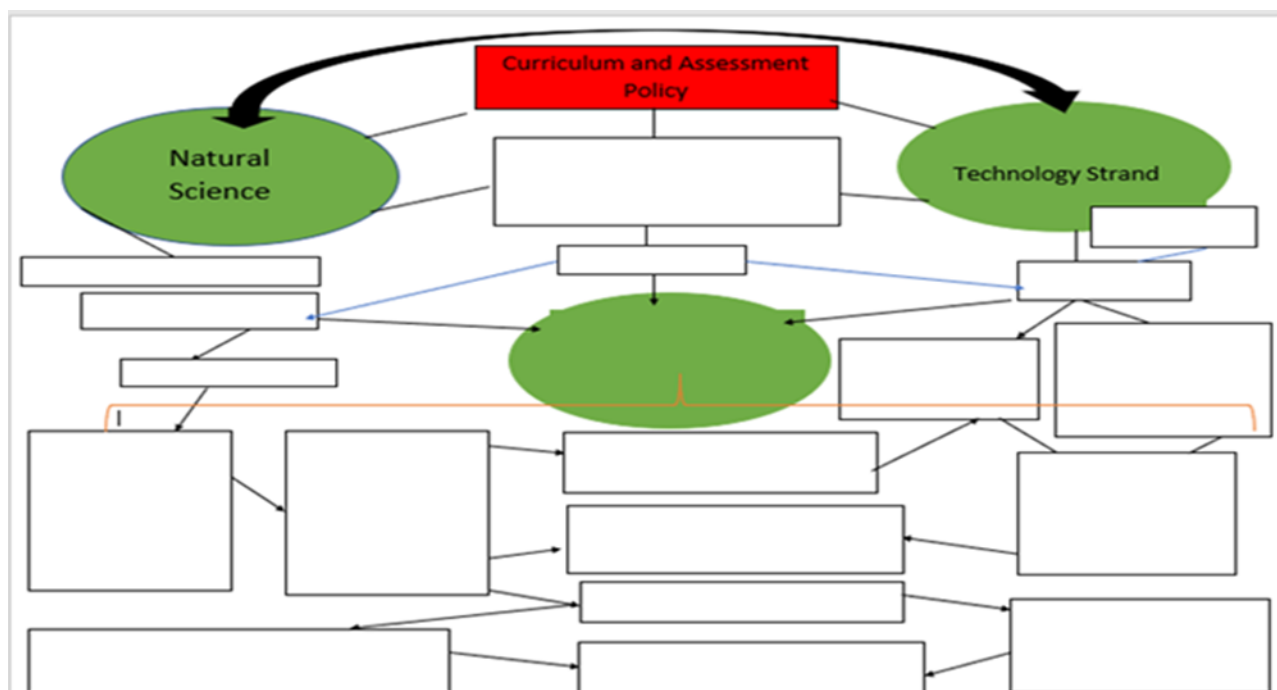 Curriculum and Assessment
Policy
Natural
Science
Technology Strand